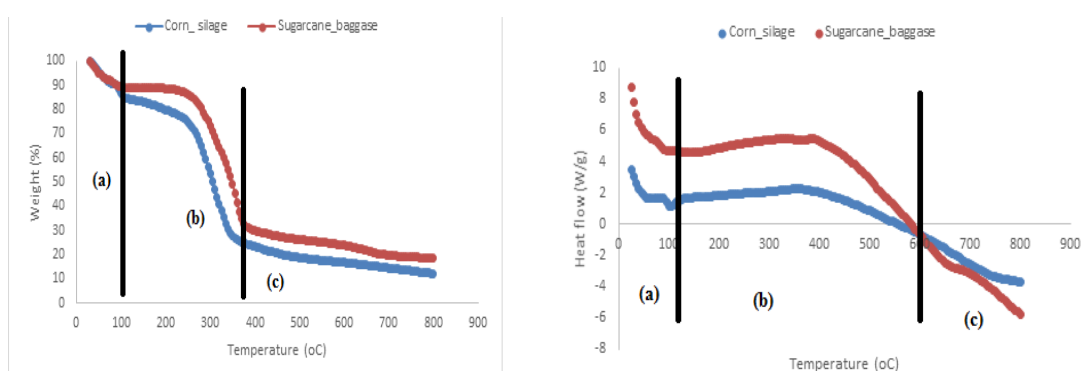 Corn_ silage Sugarcane_baggase
100
90
80
70
60
50
40
30
20
10
0
Weight (%)
(a)
(b)
(c)
0 100 200 300 400 500 600 700 800 900
Temperature (oC)
Corn_silage Sugarcane_baggase
10
8
6
4
2
0
-2
-4
-6
-8
Heat flow (W/g)
0 100 200 300 400 500 600 700 800 900
(a)
(b)
(c)
Temperature (oC)